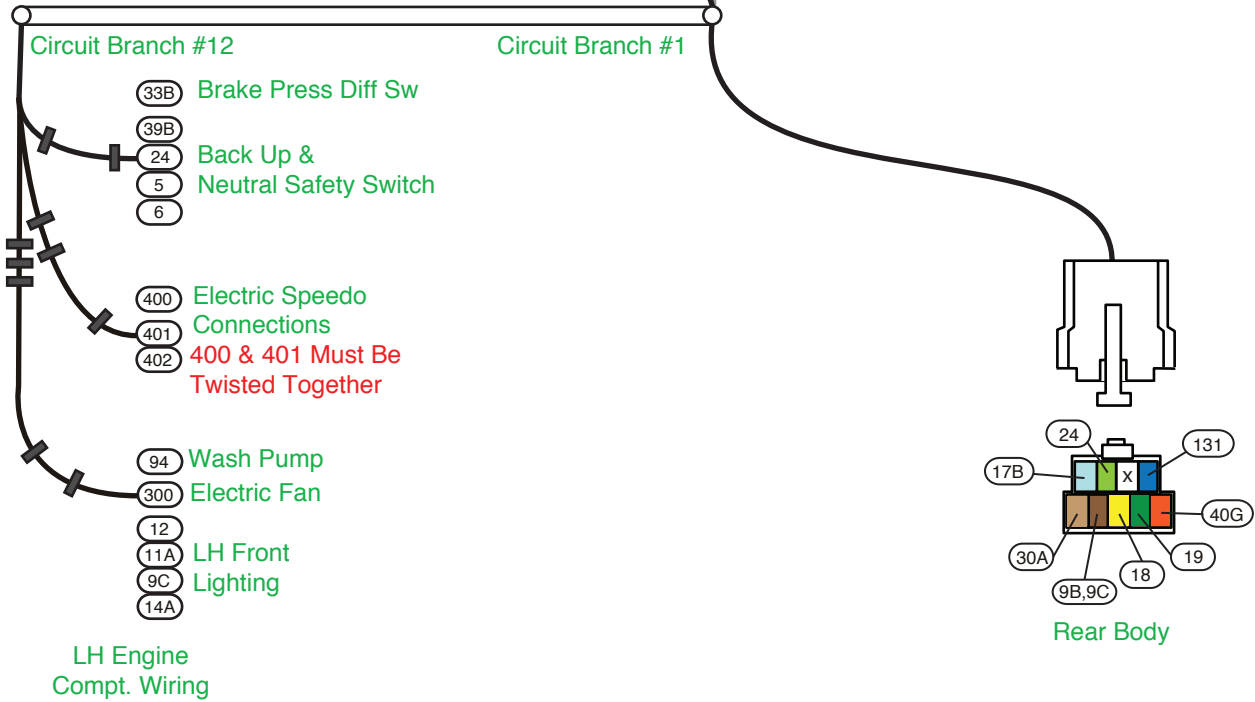 Circuit Branch #12
Circuit Branch #1
33B Brake Press Diff Sw
39B
24 Back Up &
5 Neutral Safety Switch
6
400 Electric Speedo
401 Connections
402 400 & 401 Must Be
Twisted Together
94 Wash Pump
300 Electric Fan
12
11A LH Front
9C Lighting
14A
LH Engine
Compt. Wiring
24
131
17B
x
40G
30A
19
18
9B,9C
Rear Body